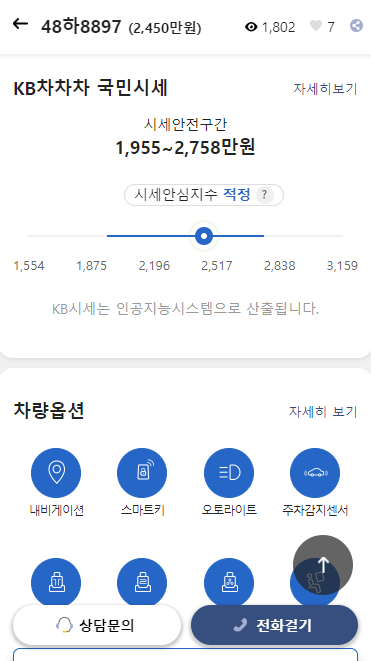 48하8897 (2,450만원) 1,802 7
KB차차차 국민시세 자세히보기
시세안전구간
1,955~2,758만원
시세안심지수 적정 ?
1,554 1,875 2,196 2,517 2,838 3,159
KB시세는 인공지능시스템으로 산출됩니다.
차량옵션 자세히 보기
내비게이션 스마트키 오토라이트 주차감지센서
상담문의 전화걸기